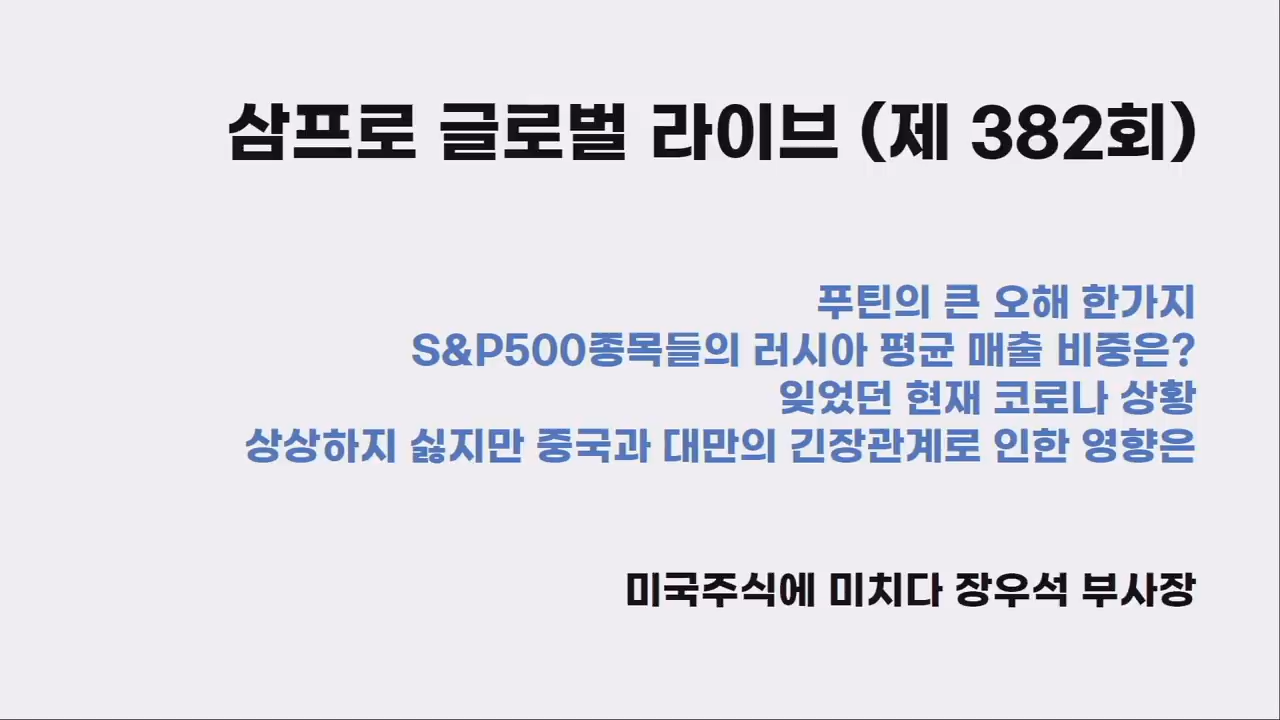 삼프로 글로벌 라이브 (제 382회)
푸틴의 큰 오해 한가지
S&P500종목들의 러시아 평균 매출 비중은?
잊었던 현재 코로나 상황
상상하지 싫지만 중국과 대만의 긴장관계로 인한 영향은
미국주식에 미치다 장우석 부사장